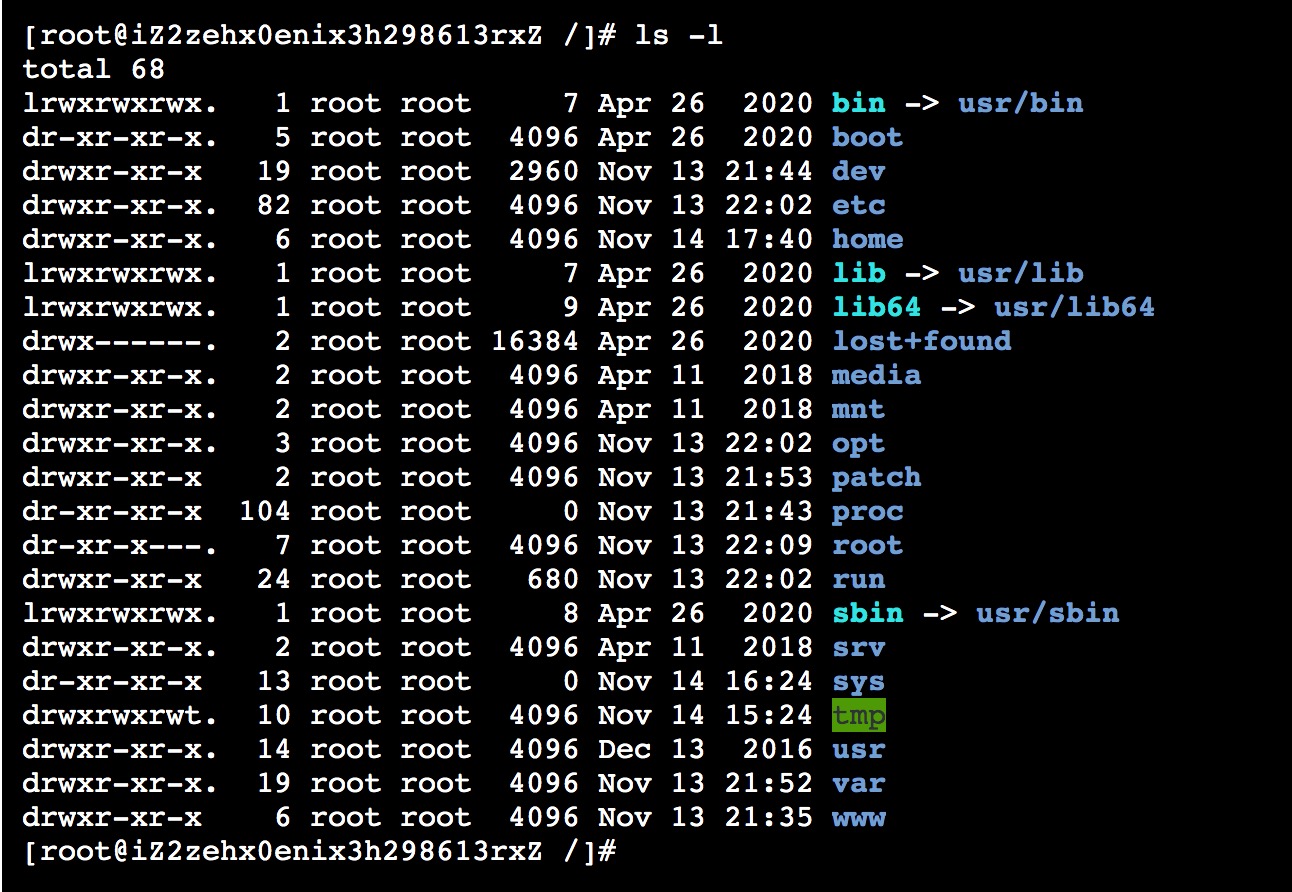 [root@iZ2zehx0enix3h298613rxZ /]# ls -l
total 68
lrwxrwxrwx.   1 root root     7 Apr 26  2020 bin -> usr/bin
dr-xr-xr-x.   5 root root  4096 Apr 26  2020 boot
drwxr-xr-x   19 root root  2960 Nov 13 21:44 dev
drwxr-xr-x.  82 root root  4096 Nov 13 22:02 etc
drwxr-xr-x.   6 root root  4096 Nov 14 17:40 home
lrwxrwxrwx.   1 root root     7 Apr 26  2020 lib -> usr/lib
lrwxrwxrwx.   1 root root     9 Apr 26  2020 lib64 -> usr/lib64
drwx------.   2 root root 16384 Apr 26  2020 lost+found
drwxr-xr-x.   2 root root  4096 Apr 11  2018 media
drwxr-xr-x.   2 root root  4096 Apr 11  2018 mnt
drwxr-xr-x.   3 root root  4096 Nov 13 22:02 opt
drwxr-xr-x    2 root root  4096 Nov 13 21:53 patch
dr-xr-xr-x  104 root root     0 Nov 13 21:43 proc
dr-xr-x---.   7 root root  4096 Nov 13 22:09 root
drwxr-xr-x   24 root root   680 Nov 13 22:02 run
lrwxrwxrwx.   1 root root     8 Apr 26  2020 sbin -> usr/sbin
drwxr-xr-x.   2 root root  4096 Apr 11  2018 srv
dr-xr-xr-x   13 root root     0 Nov 14 16:24 sys
drwxrwxrwt.  10 root root  4096 Nov 14 15:24 tmp
drwxr-xr-x.  14 root root  4096 Dec 13  2016 usr
drwxr-xr-x.  19 root root  4096 Nov 13 21:52 var
drwxr-xr-x    6 root root  4096 Nov 13 21:35 www
[root@iZ2zehx0enix3h298613rxZ /]#